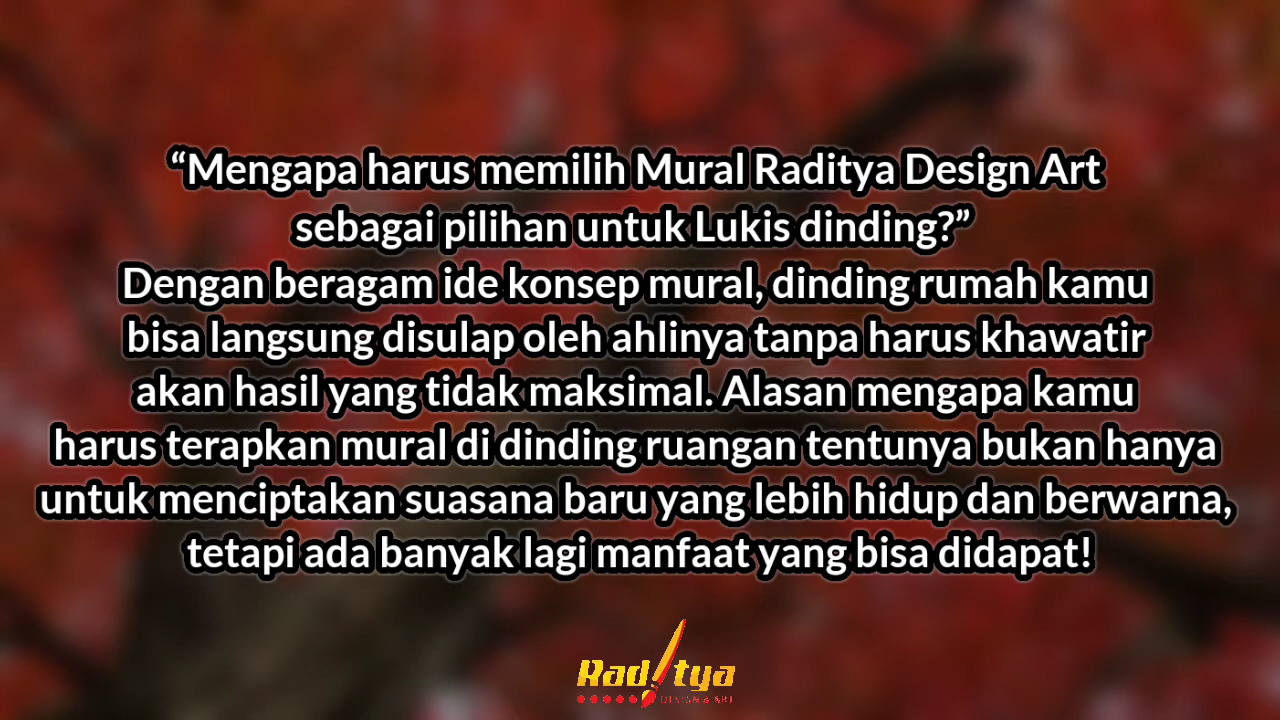 “Mengapa harus memilih Mural Raditya Design Art
sebagai pilihan untuk Lukis dinding?”
Dengan beragam ide konsep mural, dinding rumah kamu
bisa langsung disulap oleh ahlinya tanpa harus khawatir
akan hasil yang tidak maksimal. Alasan mengapa kamu
harus terapkan mural di dinding ruangan tentunya bukan hanya
untuk menciptakan suasana baru yang lebih hidup dan berwarna,
tetapi ada banyak lagi manfaat yang bisa didapat!
Raditya
DESIGN & ART